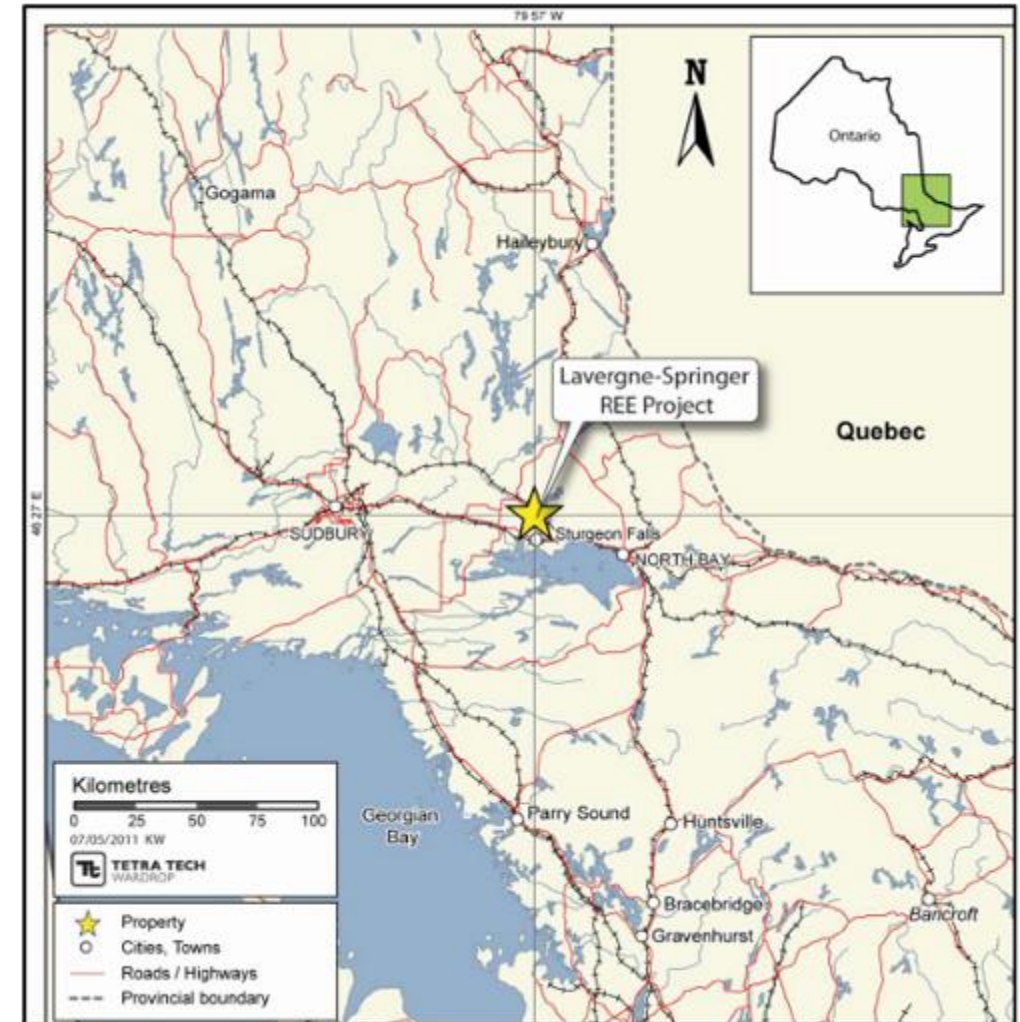 79 57' W
N
Ontario
Gogama
Haileybury
Lavergne-Springer
REE Project
Quebec
46 27' E
SUDBURY
Sturgeon Falls
NORTH BAY
Kilometres
0 25 50 75 100
07/05/2011 KW
Tt TETRA TECH
WARDROP
Georgian
Bay
Parry Sound
Huntsville
Bracebridge
Gravenhurst
Bancroft
Property
Cities, Towns
Roads / Highways
Provincial boundary